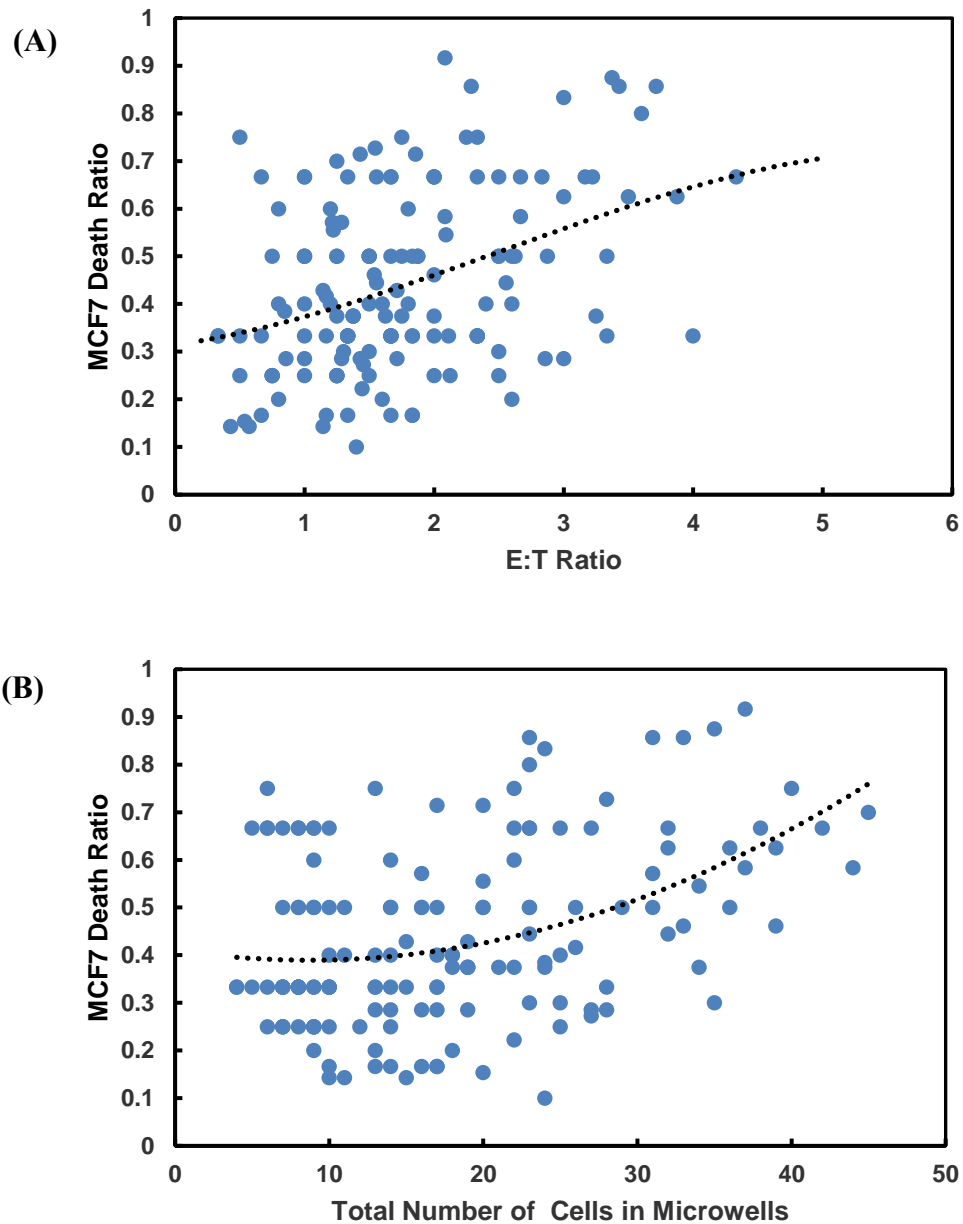 (A)
1
0.9
0.8
0.7
0.6
0.5
0.4
0.3
0.2
0.1
0
MCF7 Death Ratio
0 1 2 3 4 5 6
E:T Ratio
(B)
1
0.9
0.8
0.7
0.6
0.5
0.4
0.3
0.2
0.1
0
MCF7 Death Ratio
0 10 20 30 40 50
Total Number of Cells in Microwells